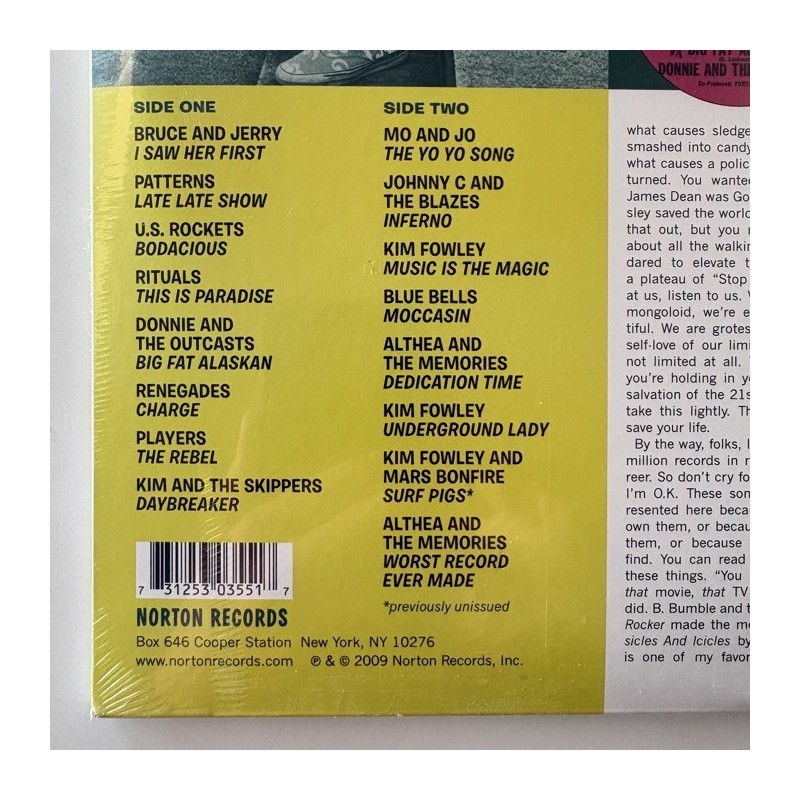 DONNIE AND THE
SIDE ONE
BRUCE AND JERRY
I SAW HER FIRST
PATTERNS
LATE LATE SHOW
U.S. ROCKETS
BODACIOUS
RITUALS
THIS IS PARADISE
DONNIE AND
THE OUTCASTS
BIG FAT ALASKAN
RENEGADES
CHARGE
PLAYERS
THE REBEL
KIM AND THE SKIPPERS
DAYBREAKER
SIDE TWO
MO AND JO
THE YO YO SONG
JOHNNY C AND
THE BLAZES
INFERNO
KIM FOWLEY
MUSIC IS THE MAGIC
BLUE BELLS
MOCCASIN
ALTHEA AND
THE MEMORIES
DEDICATION TIME
KIM FOWLEY
UNDERGROUND LADY
KIM FOWLEY AND
MARS BONFIRE
SURF PIGS*
ALTHEA AND
THE MEMORIES
WORST RECORD
EVER MADE
*previously unissued
7 31253 03551 7
NORTON RECORDS
Box 646 Cooper Station New York, NY 10276
www.nortonrecords.com ℗ & © 2009 Norton Records, Inc.
what causes sledge
smashed into candy
what causes a polic
turned. You wante
James Dean was Go
sley saved the world
that out, but you
about all the walkin
dared to elevate t
a plateau of “Stop
at us, listen to us.
mongoloid, we're e
tiful. We are grotes
self-love of our limi
not limited at all.
you're holding in y
salvation of the 21s
take this lightly. Th
save your life.
By the way, folks, I
million records in
reer. So don't cry fo
I'm O.K. These son
resented here beca
own them, or becau
them, or because
find. You can read
these things. “You
that movie, that TV
did. B. Bumble and t
Rocker made the me
sicles And Icicles by
is one of my favor